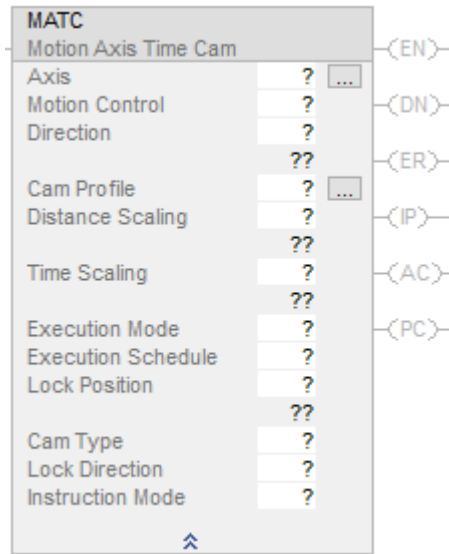 MATC
Motion Axis Time Cam
(EN)
Axis ? ...
Motion Control ?
(DN)
Direction ?
??
(ER)
Cam Profile ? ...
Distance Scaling ?
(IP)
??
Time Scaling ?
(AC)
??
Execution Mode ?
(PC)
Execution Schedule ?
Lock Position ?
??
Cam Type ?
Lock Direction ?
Instruction Mode ?